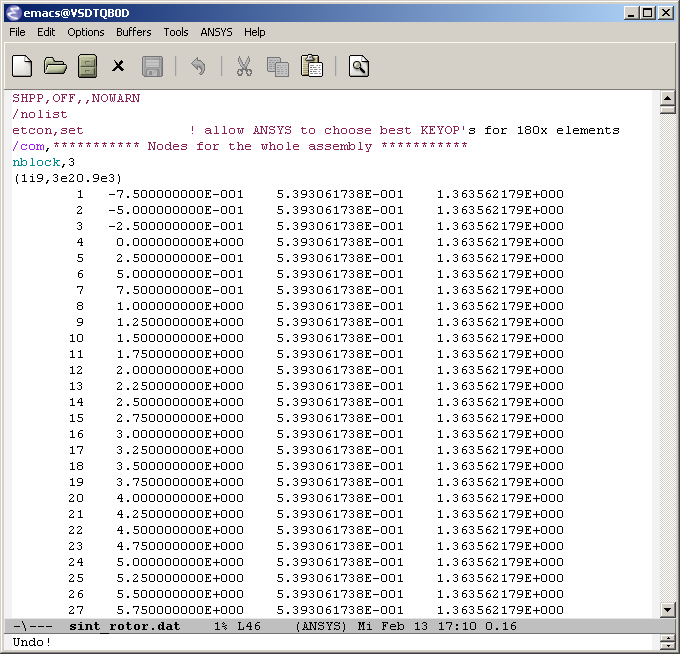 emacs@VSDTQB0D
File Edit Options Buffers Tools ANSYS Help
SHPP,OFF,,NOWARN
/nolist
etcon,set ! allow ANSYS to choose best KEYOP's for 180x elements
/com,*********** Nodes for the whole assembly ***********
nblock,3
(1i9,3e20.9e3)
1 -7.500000000E-001 5.393061738E-001 1.363562179E+000
2 -5.000000000E-001 5.393061738E-001 1.363562179E+000
3 -2.500000000E-001 5.393061738E-001 1.363562179E+000
4 0.000000000E+000 5.393061738E-001 1.363562179E+000
5 2.500000000E-001 5.393061738E-001 1.363562179E+000
6 5.000000000E-001 5.393061738E-001 1.363562179E+000
7 7.500000000E-001 5.393061738E-001 1.363562179E+000
8 1.000000000E+000 5.393061738E-001 1.363562179E+000
9 1.250000000E+000 5.393061738E-001 1.363562179E+000
10 1.500000000E+000 5.393061738E-001 1.363562179E+000
11 1.750000000E+000 5.393061738E-001 1.363562179E+000
12 2.000000000E+000 5.393061738E-001 1.363562179E+000
13 2.250000000E+000 5.393061738E-001 1.363562179E+000
14 2.500000000E+000 5.393061738E-001 1.363562179E+000
15 2.750000000E+000 5.393061738E-001 1.363562179E+000
16 3.000000000E+000 5.393061738E-001 1.363562179E+000
17 3.250000000E+000 5.393061738E-001 1.363562179E+000
18 3.500000000E+000 5.393061738E-001 1.363562179E+000
19 3.750000000E+000 5.393061738E-001 1.363562179E+000
20 4.000000000E+000 5.393061738E-001 1.363562179E+000
21 4.250000000E+000 5.393061738E-001 1.363562179E+000
22 4.500000000E+000 5.393061738E-001 1.363562179E+000
23 4.750000000E+000 5.393061738E-001 1.363562179E+000
24 5.000000000E+000 5.393061738E-001 1.363562179E+000
25 5.250000000E+000 5.393061738E-001 1.363562179E+000
26 5.500000000E+000 5.393061738E-001 1.363562179E+000
27 5.750000000E+000 5.393061738E-001 1.363562179E+000
-\--- sint_rotor.dat 1% L46 (ANSYS) Mi Feb 13 17:10 0.16
Undo!